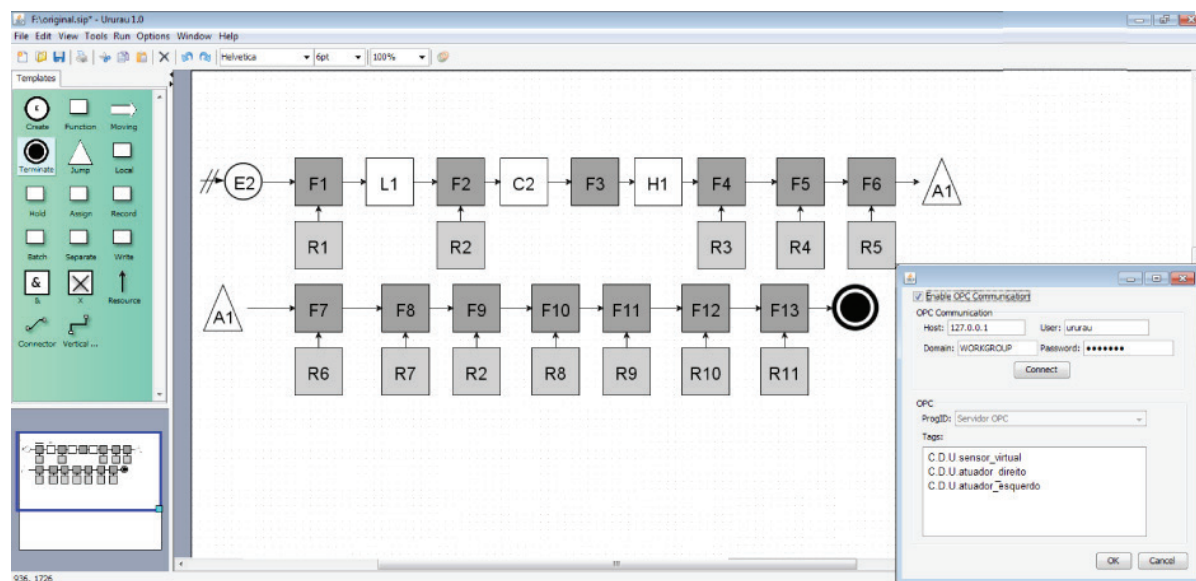 F:\original.sip* - Ururau 1.0
File Edit View Tools Run Options Window Help
Helvetica 6pt 100%
Templates
Create Function Moving
Terminate Jump Local
Hold Assign Record
Batch Separate Write
& X Resource
Connector Vertical ...
E2 F1 L1 F2 C2 F3 H1 F4 F5 F6 A1
R1 R2 R3 R4 R5
A1 F7 F8 F9 F10 F11 F12 F13
R6 R7 R2 R8 R9 R10 R11
Enable OPC Communication
OPC Communication
Host: 127.0.0.1 User: ururau
Domain: WORKGROUP Password: •••••••
Connect
OPC
ProgID: Servidor OPC
Tags:
C.D.U.sensor_virtual
C.D.U.atuador_direito
C.D.U.atuador_esquerdo
OK Cancel
936, 1726